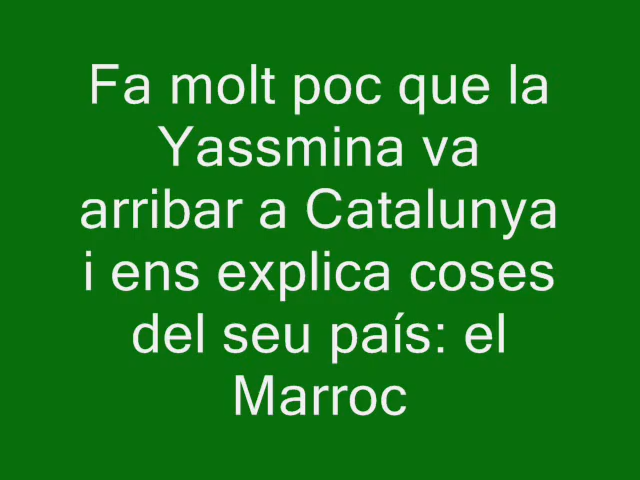 Fa molt poc que la
Yassmina va
arribar a Catalunya
i ens explica coses
del seu país: el
Marroc